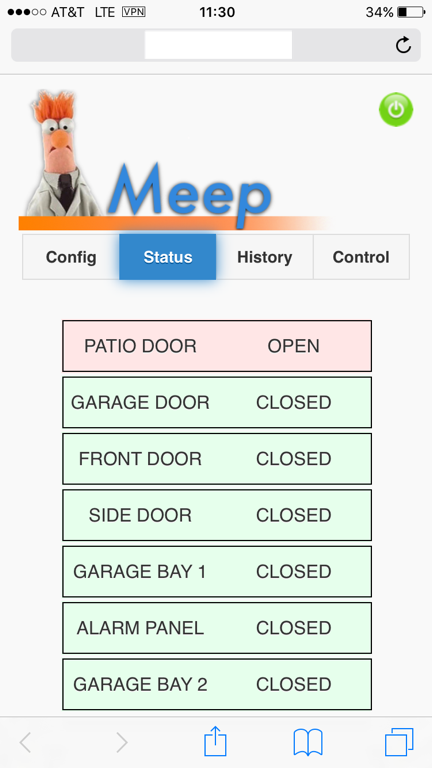 AT&T LTE VPN 11:30 34%
Meep
Config Status History Control
PATIO DOOR OPEN
GARAGE DOOR CLOSED
FRONT DOOR CLOSED
SIDE DOOR CLOSED
GARAGE BAY 1 CLOSED
ALARM PANEL CLOSED
GARAGE BAY 2 CLOSED